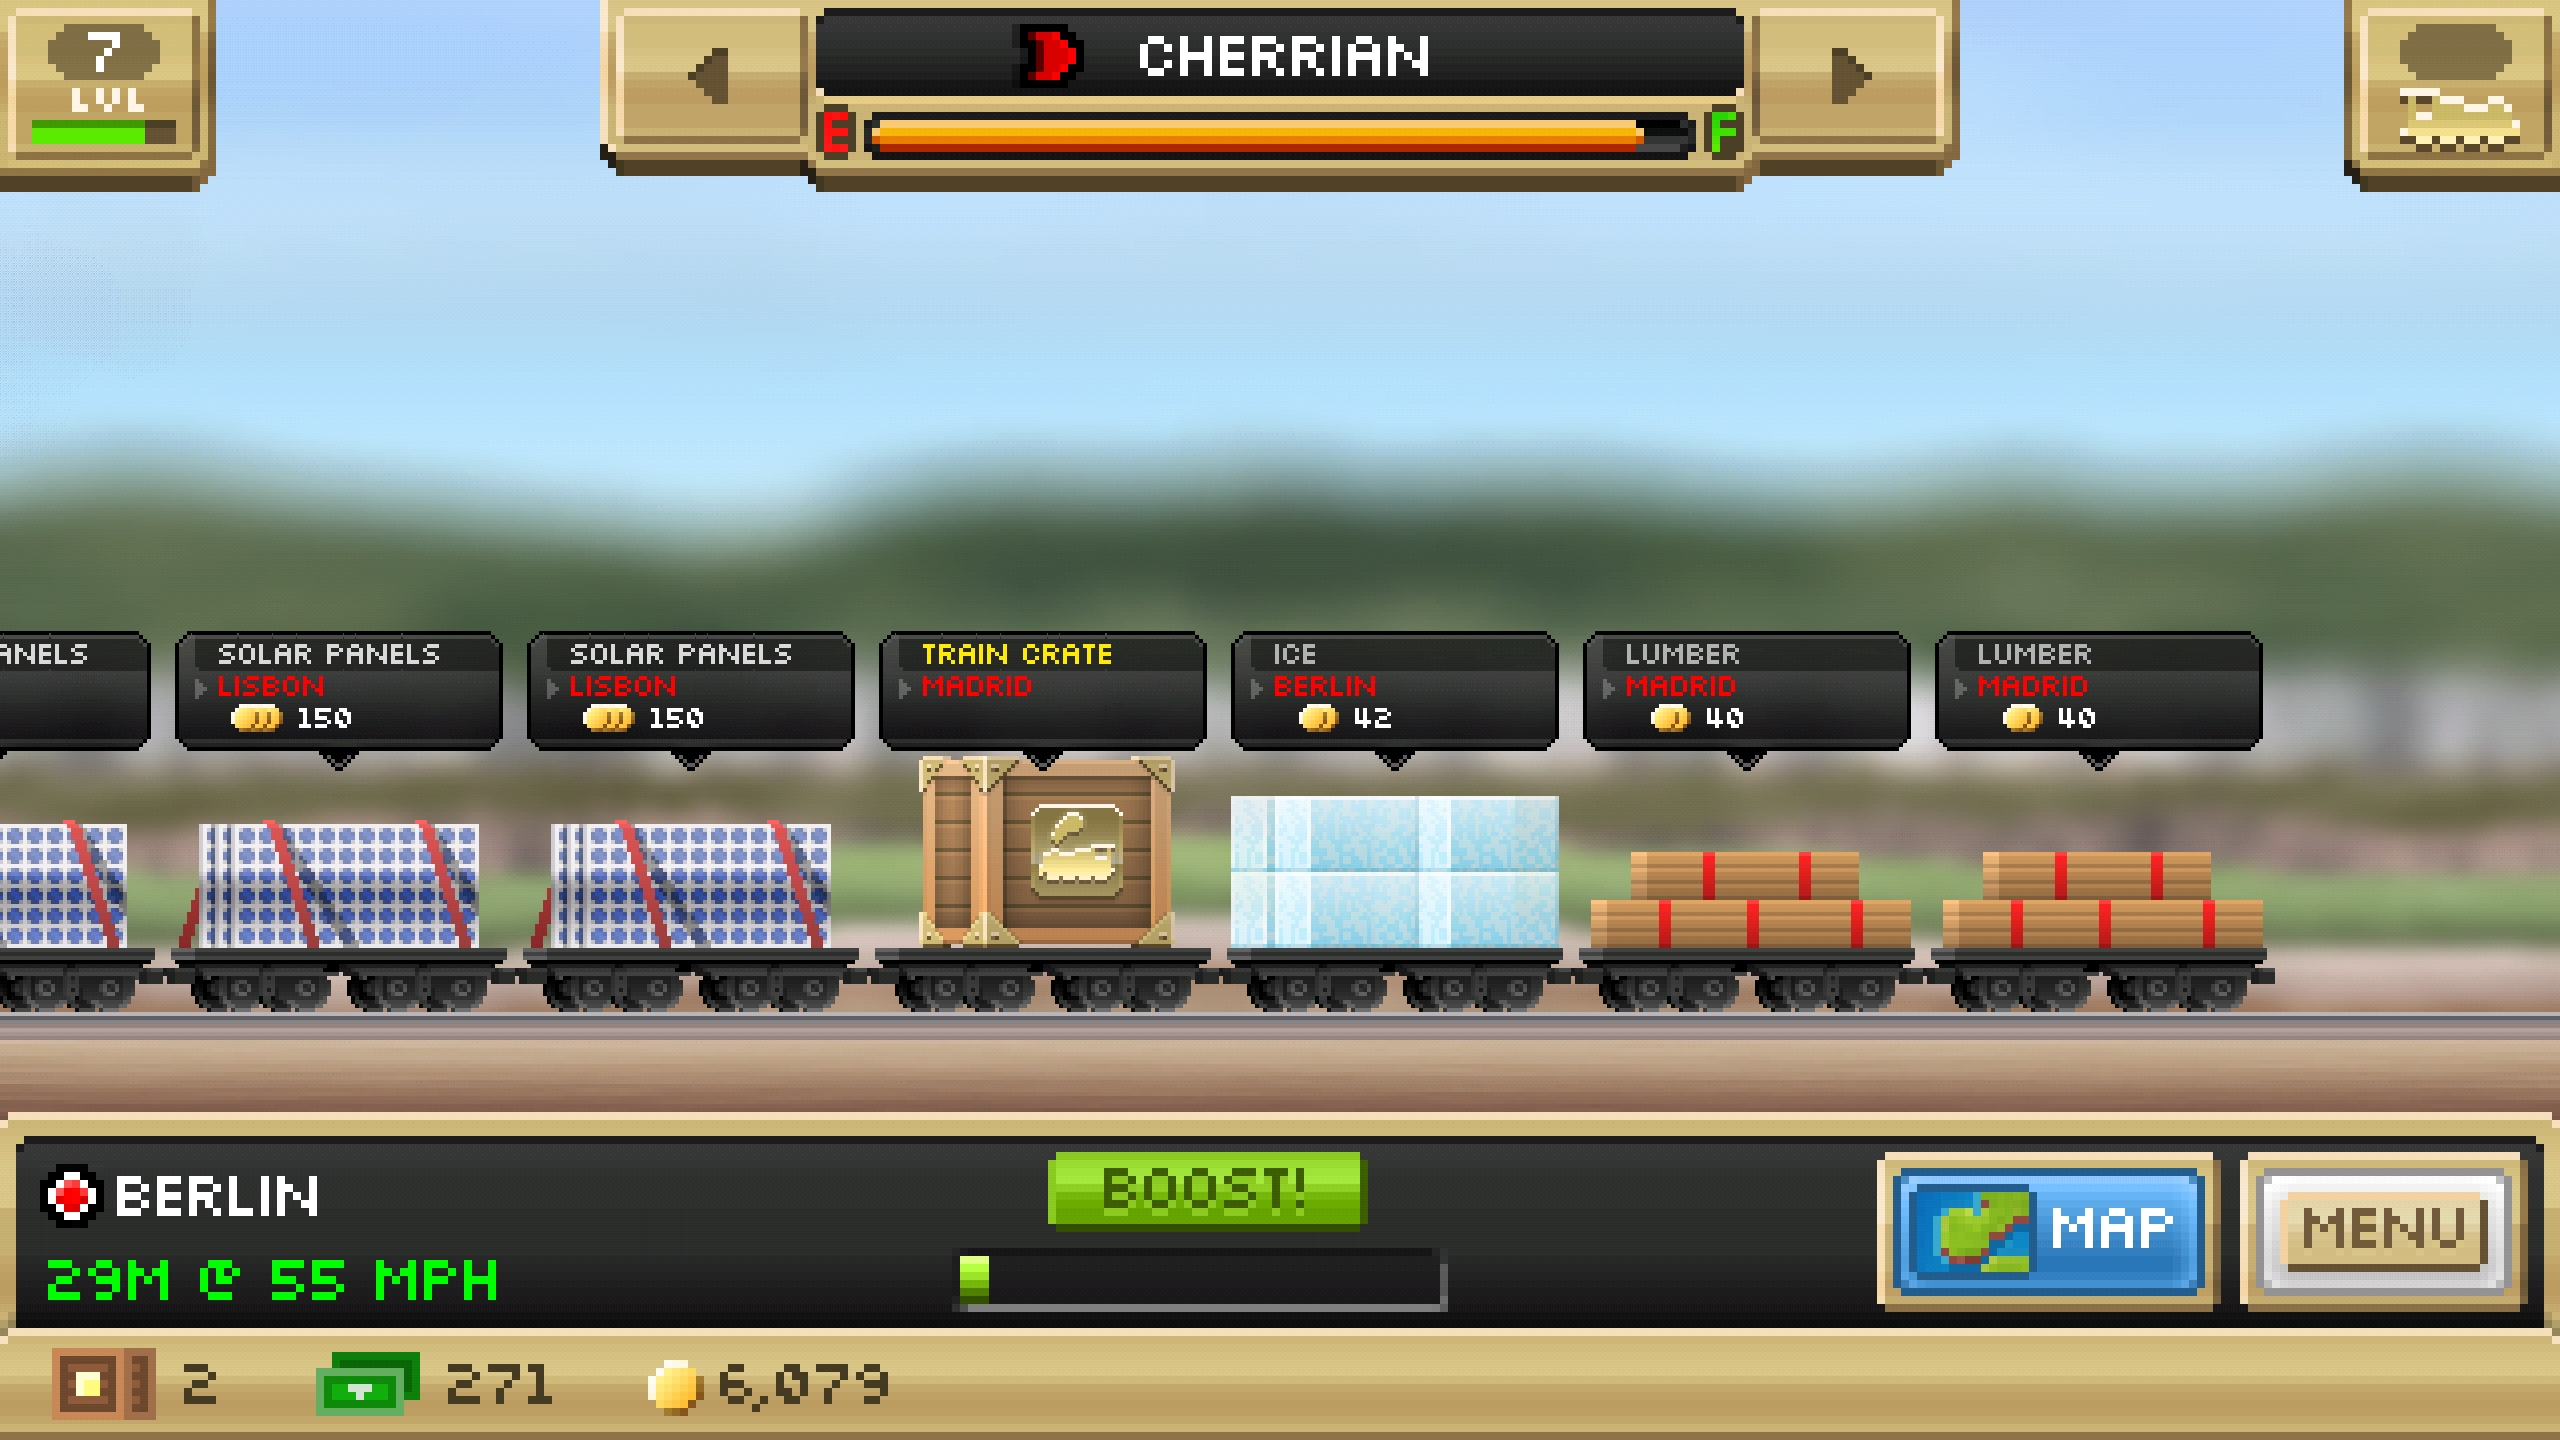 7
LVL
CHERRIAN
E F
ANELS
SOLAR PANELS
LISBON
150
SOLAR PANELS
LISBON
150
TRAIN CRATE
MADRID
ICE
BERLIN
42
LUMBER
MADRID
40
LUMBER
MADRID
40
BERLIN
29M @ 55 MPH
BOOST!
MAP
MENU
2
271
6,079